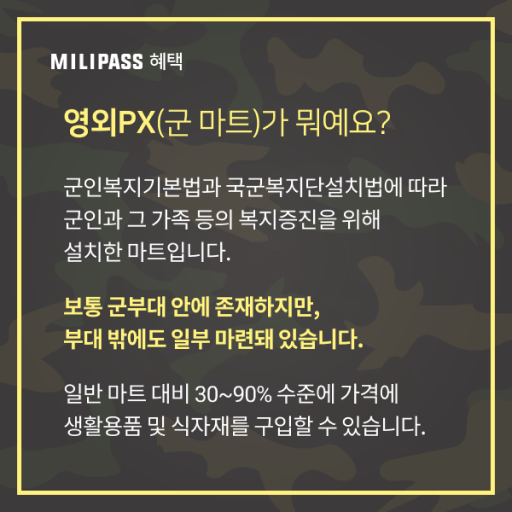 MILIPASS 혜택
영외PX(군 마트)가 뭐예요?
군인복지기본법과 국군복지단설치법에 따라
군인과 그 가족 등의 복지증진을 위해
설치한 마트입니다.
보통 군부대 안에 존재하지만,
부대 밖에도 일부 마련돼 있습니다.
일반 마트 대비 30~90% 수준에 가격에
생활용품 및 식자재를 구입할 수 있습니다.